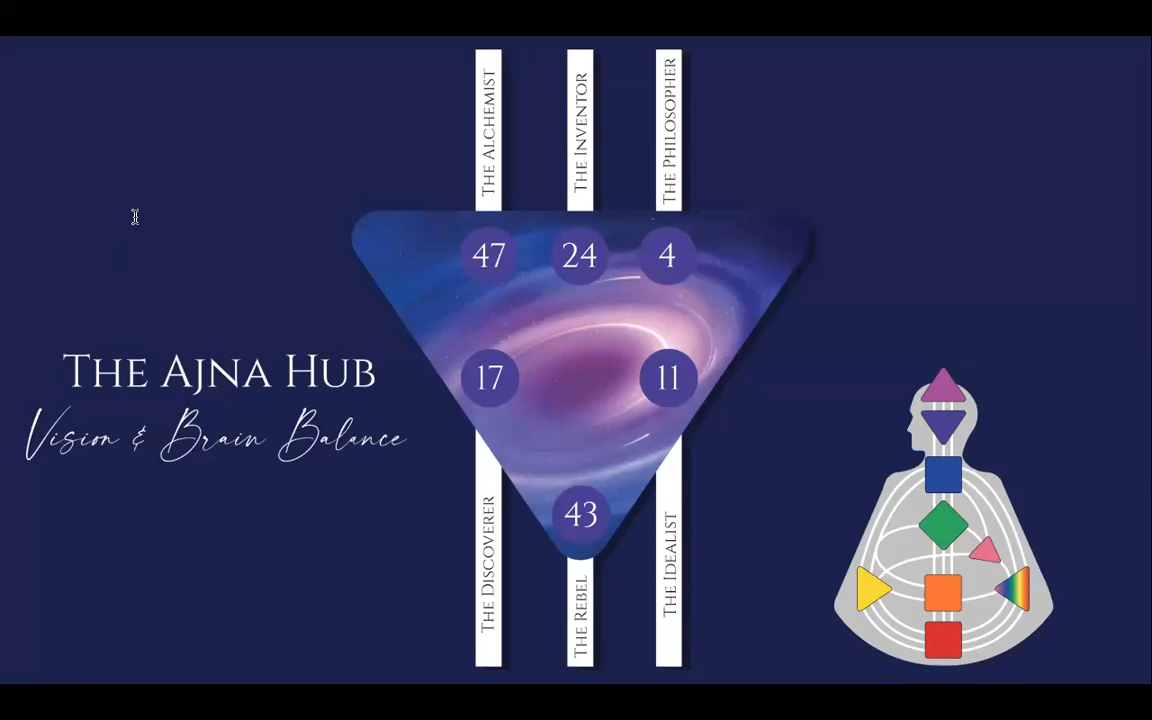 The Alchemist
The Inventor
The Philosopher
47
24
4
17
11
The Ajna Hub
Vision & Brain Balance
43
The Discoverer
The Rebel
The Idealist